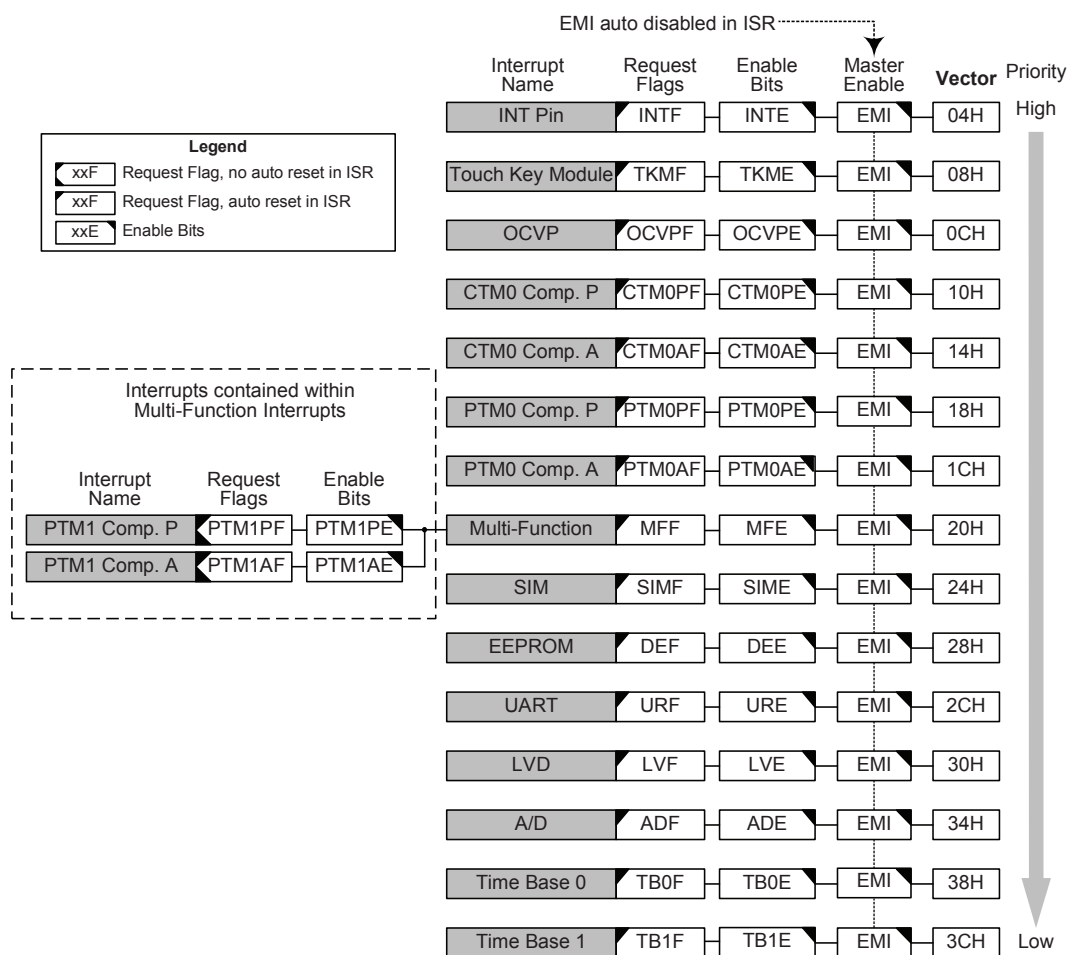 EMI auto disabled in ISR
Interrupt Name Request Flags Enable Bits Master Enable Vector Priority
INT Pin INTF INTE EMI 04H High
Legend
xxF Request Flag, no auto reset in ISR
xxF Request Flag, auto reset in ISR
xxE Enable Bits
Touch Key Module TKMF TKME EMI 08H
OCVP OCVPF OCVPE EMI 0CH
CTM0 Comp. P CTM0PF CTM0PE EMI 10H
CTM0 Comp. A CTM0AF CTM0AE EMI 14H
Interrupts contained within
Multi-Function Interrupts
PTM0 Comp. P PTM0PF PTM0PE EMI 18H
PTM0 Comp. A PTM0AF PTM0AE EMI 1CH
Interrupt Name Request Flags Enable Bits
PTM1 Comp. P PTM1PF PTM1PE
PTM1 Comp. A PTM1AF PTM1AE
Multi-Function MFF MFE EMI 20H
SIM SIMF SIME EMI 24H
EEPROM DEF DEE EMI 28H
UART URF URE EMI 2CH
LVD LVF LVE EMI 30H
A/D ADF ADE EMI 34H
Time Base 0 TB0F TB0E EMI 38H
Time Base 1 TB1F TB1E EMI 3CH Low